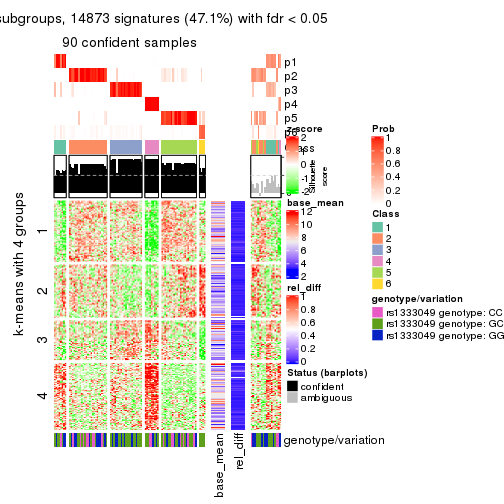 subgroups, 14873 signatures (47.1%) with fdr < 0.05
90 confident samples
p1
p2
p3
p4
p5
z-score
2
1
Class
Silhouette
score
k-means with 4 groups
1
2
3
4
base_mean
12
10
8
6
4
2
rel_diff
1
0.8
0.6
0.4
0.2
0
Status (barplots)
confident
ambiguous
genotype/variation
base_mean
rel_diff
Prob
1
0.8
0.6
0.4
0.2
0
Class
1
2
3
4
5
6
genotype/variation
rs1333049 genotype: CC
rs1333049 genotype: GC
rs1333049 genotype: GG